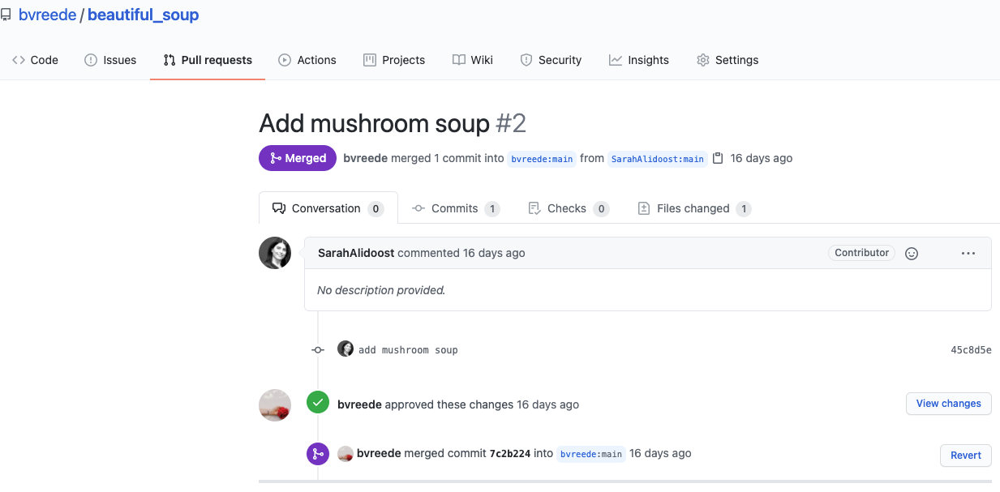 bvreede / beautiful_soup
Code Issues Pull requests Actions Projects Wiki Security Insights Settings
Add mushroom soup #2
Merged bvreede merged 1 commit into bvreede:main from SarahAlidoost:main 16 days ago
Conversation 0 Commits 1 Checks 0 Files changed 1
SarahAlidoost commented 16 days ago Contributor ...
No description provided.
add mushroom soup 45c8d5e
bvreede approved these changes 16 days ago View changes
bvreede merged commit 7c2b224 into bvreede:main 16 days ago Revert